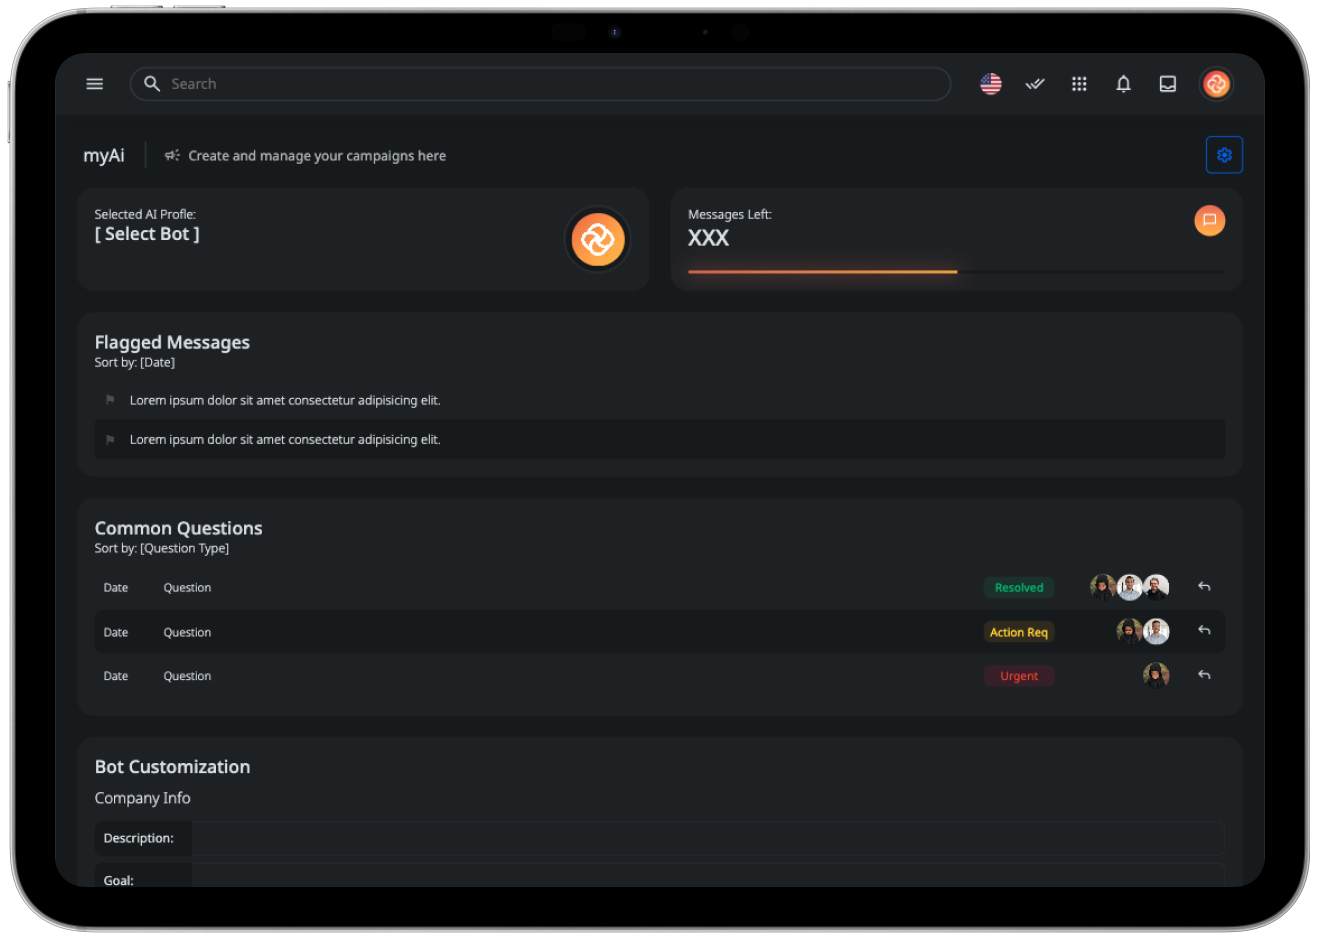 Search
myAi
Create and manage your campaigns here
Selected AI Profle:
[ Select Bot ]
Messages Left:
XXX
Flagged Messages
Sort by: [Date]
Lorem ipsum dolor sit amet consectetur adipisicing elit.
Lorem ipsum dolor sit amet consectetur adipisicing elit.
Common Questions
Sort by: [Question Type]
Date Question Resolved
Date Question Action Req
Date Question Urgent
Bot Customization
Company Info
Description:
Goal: